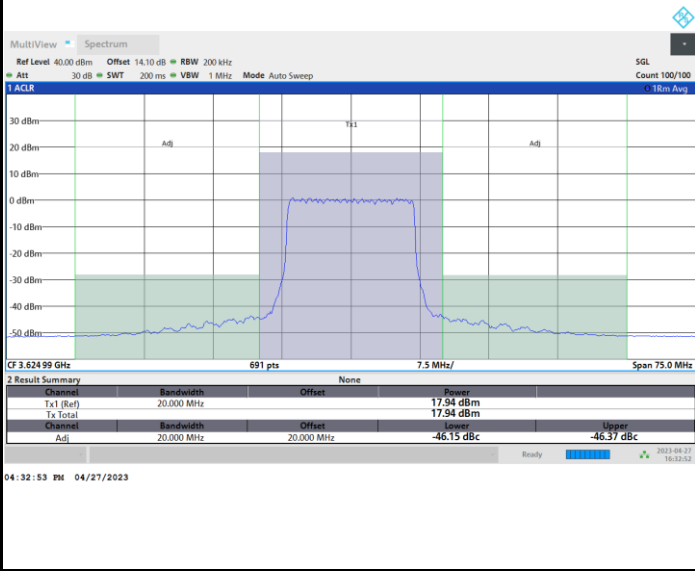 MultiView Spectrum
Ref Level 40.00 dBm Offset 14.10 dB RBW 200 kHz SGL
Att 30 dB SWT 200 ms VBW 1 MHz Mode Auto Sweep Count 100/100
1 ACLR 1Rm Avg
30 dBm
Tx1
20 dBm Adj Adj
10 dBm
0 dBm
-10 dBm
-20 dBm
-30 dBm
-40 dBm
-50 dBm
CF 3.624 99 GHz 691 pts 7.5 MHz/ Span 75.0 MHz
2 Result Summary None
Channel Bandwidth Offset Power
Tx1 (Ref) 20.000 MHz 17.94 dBm
Tx Total 17.94 dBm
Channel Bandwidth Offset Lower Upper
Adj 20.000 MHz 20.000 MHz -46.15 dBc -46.37 dBc
Ready 2023-04-27
16:32:52
04:32:53 PM 04/27/2023